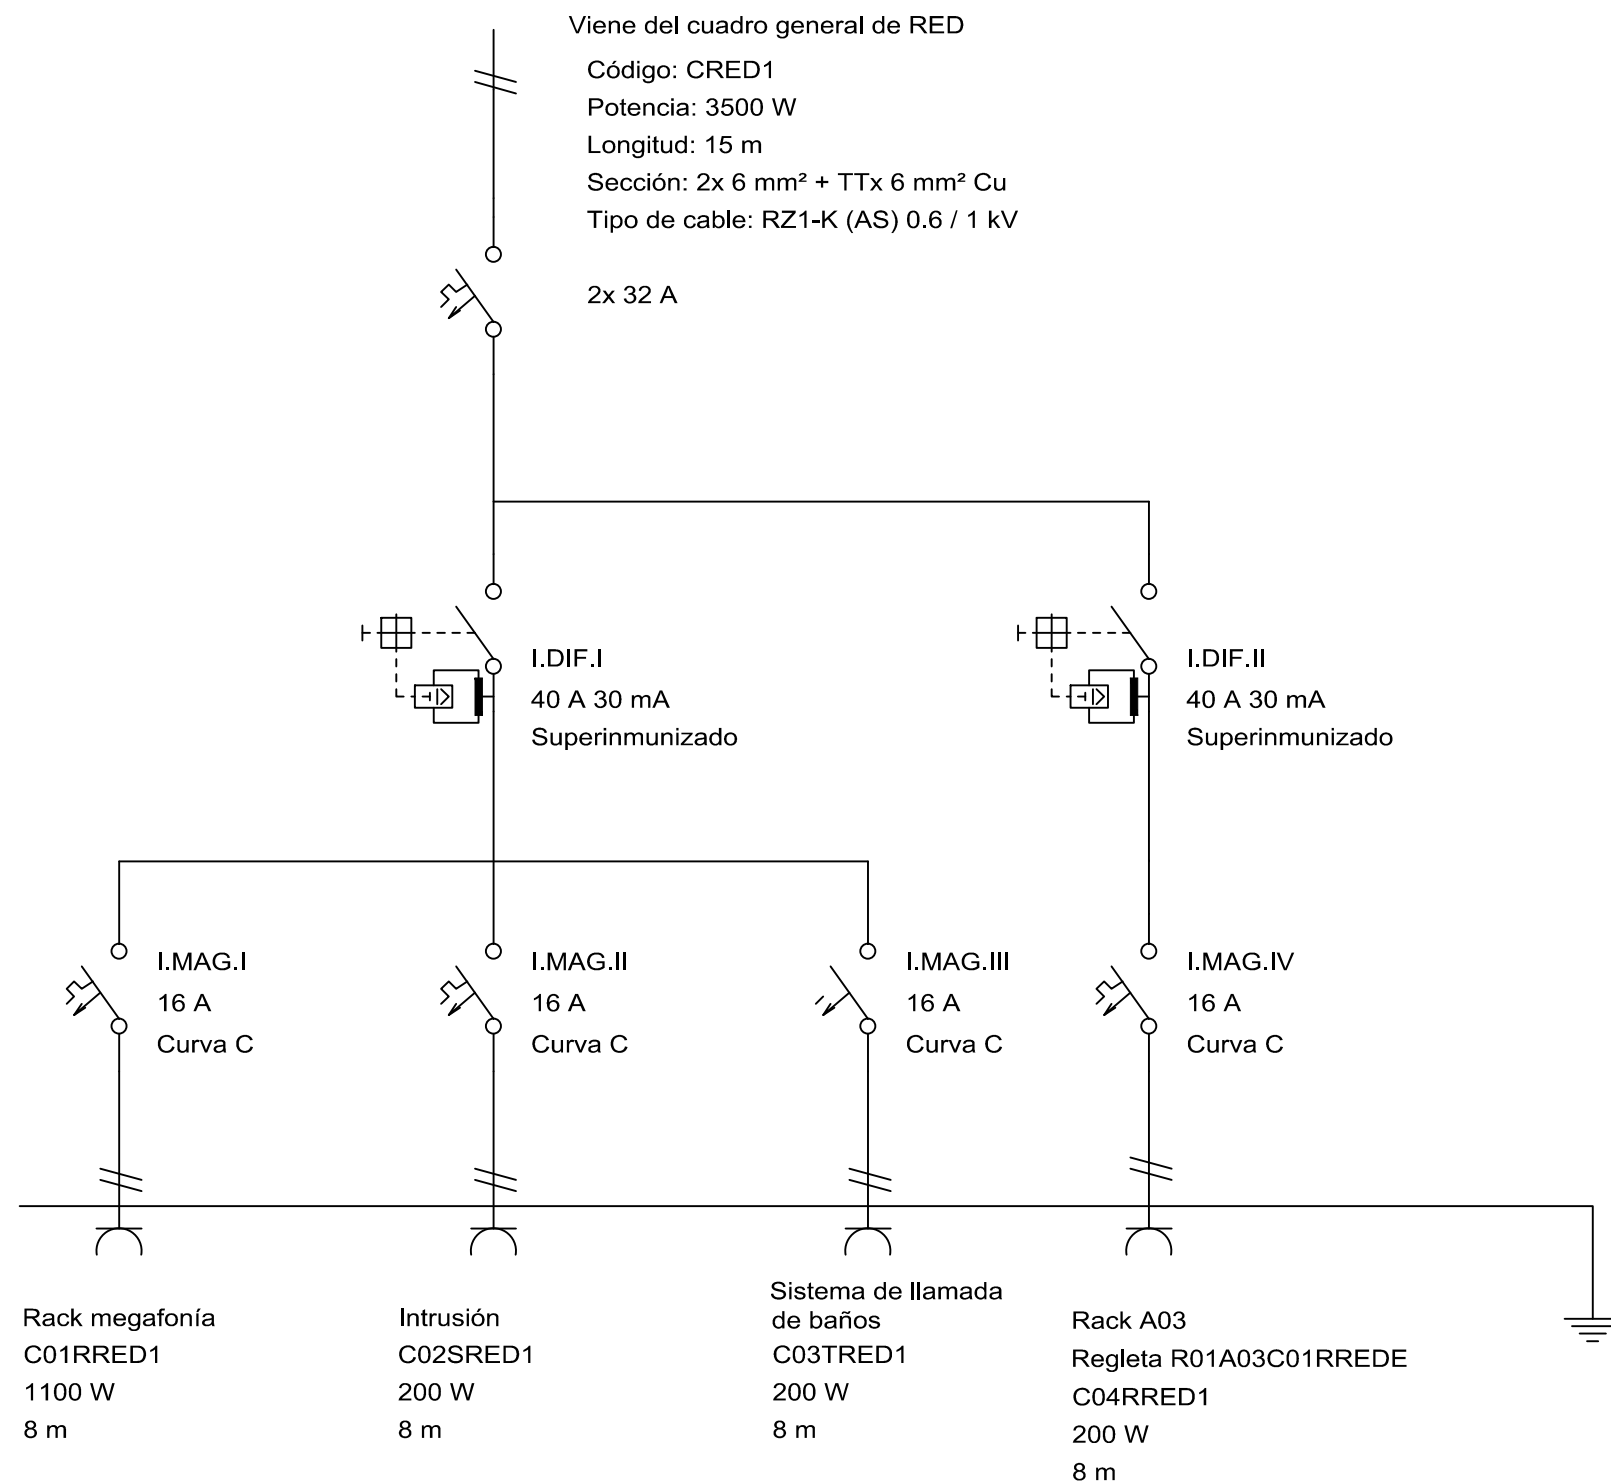 Viene del cuadro general de RED
Código: CRED1
Potencia: 3500 W
Longitud: 15 m
Sección: 2x 6 mm² + TTx 6 mm² Cu
Tipo de cable: RZ1-K (AS) 0.6 / 1 kV
2x 32 A
I.DIF.I
40 A 30 mA
Superinmunizado
I.DIF.II
40 A 30 mA
Superinmunizado
I.MAG.I
16 A
Curva C
I.MAG.II
16 A
Curva C
I.MAG.III
16 A
Curva C
I.MAG.IV
16 A
Curva C
Rack megafonía
C01RRED1
1100 W
8 m
Intrusión
C02SRED1
200 W
8 m
Sistema de llamada
de baños
C03TRED1
200 W
8 m
Rack A03
Regleta R01A03C01RREDE
C04RRED1
200 W
8 m